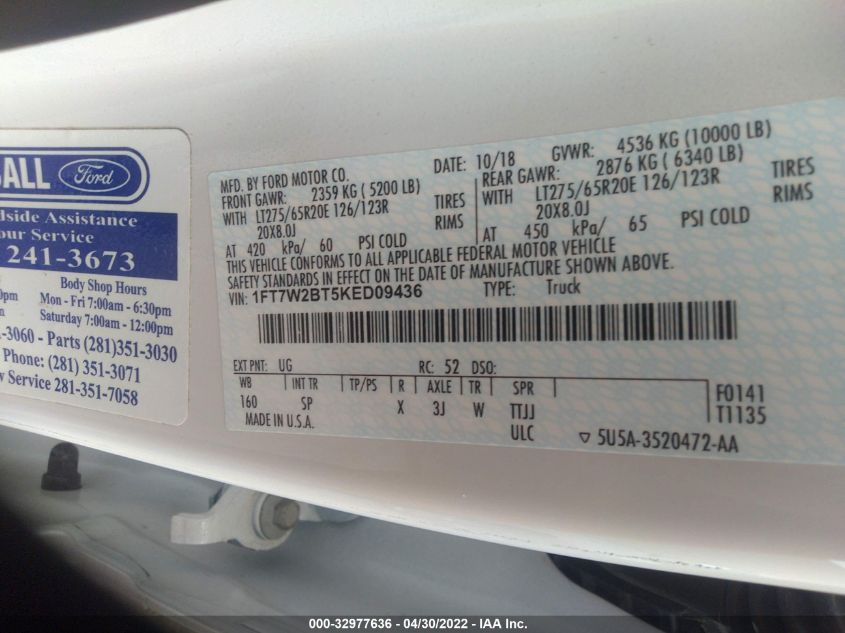 ALL Ford
dside Assistance
our Service
241-3673
Body Shop Hours
Mon - Fri 7:00am - 6:30pm
Saturday 7:00am - 12:00pm
-3060 - Parts (281)351-3030
Phone: (281) 351-3071
w Service 281-351-7058
MFD. BY FORD MOTOR CO.
DATE: 10/18 GVWR: 4536 KG (10000 LB)
FRONT GAWR: 2359 KG ( 5200 LB)
REAR GAWR: 2876 KG ( 6340 LB)
WITH LT275/65R20E 126/123R TIRES
WITH LT275/65R20E 126/123R TIRES
20X8.0J RIMS
20X8.0J RIMS
AT 420 kPa/ 60 PSI COLD
AT 450 kPa/ 65 PSI COLD
THIS VEHICLE CONFORMS TO ALL APPLICABLE FEDERAL MOTOR VEHICLE
SAFETY STANDARDS IN EFFECT ON THE DATE OF MANUFACTURE SHOWN ABOVE.
VIN: 1FT7W2BT5KED09436 TYPE: Truck
EXT PNT: UG RC: 52 DSO:
WB INT TR TP/PS R AXLE TR SPR
160 SP X 3J W TTJJ
F0141
T1135
MADE IN U.S.A.
ULC 5U5A-3520472-AA
000-32977636 - 04/30/2022 - IAA Inc.